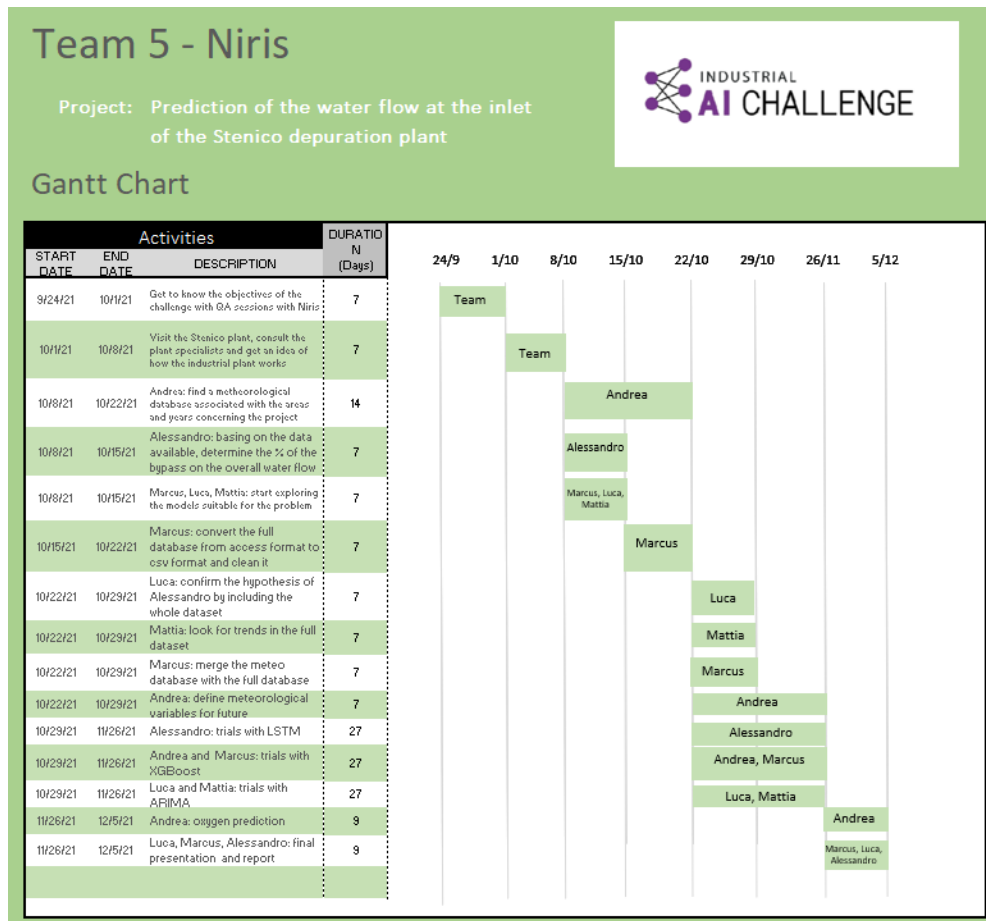 Team 5 - Niris
INDUSTRIAL
AI CHALLENGE
Project: Prediction of the water flow at the inlet
of the Stenico depuration plant
Gantt Chart
Activities
DURATIO
N
(Days)
START
DATE
END
DATE
DESCRIPTION
24/9 1/10 8/10 15/10 22/10 29/10 26/11 5/12
9/24/21 10/1/21 Get to know the objectives of the
challenge with QA sessions with Niris
7
Team
10/1/21 10/8/21 Visit the Stenico plant, consult the
plant specialists and get an idea of
how the industrial plant works
7
Team
10/8/21 10/22/21 Andrea: find a metheorological
database associated with the areas
and years concerning the project
14
Andrea
10/8/21 10/15/21 Alessandro: basing on the data
available, determine the % of the
bypass on the overall water flow
7
Alessandro
10/8/21 10/15/21 Marcus, Luca, Mattia: start exploring
the models suitable for the problem
7
Marcus, Luca,
Mattia
10/15/21 10/22/21 Marcus: convert the full
database from access format to
csv format and clean it
7
Marcus
10/22/21 10/29/21 Luca: confirm the hypothesis of
Alessandro by including the
whole dataset
7
Luca
10/22/21 10/29/21 Mattia: look for trends in the full
dataset
7
Mattia
10/22/21 10/29/21 Marcus: merge the meteo
database with the full database
7
Marcus
10/22/21 10/29/21 Andrea: define meteorological
variables for future
7
Andrea
10/29/21 11/26/21 Alessandro: trials with LSTM
27
Alessandro
10/29/21 11/26/21 Andrea and Marcus: trials with
XGBoost
27
Andrea, Marcus
10/29/21 11/26/21 Luca and Mattia: trials with
ARIMA
27
Luca, Mattia
11/26/21 12/5/21 Andrea: oxygen prediction
9
Andrea
11/26/21 12/5/21 Luca, Marcus, Alessandro: final
presentation and report
9
Marcus, Luca,
Alessandro